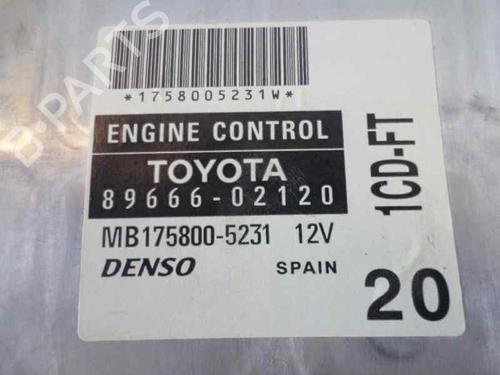 *1758005231W*
ENGINE CONTROL
TOYOTA
89666-02120
MB175800-5231 12V
DENSO SPAIN
1CD-FT
20
B-PARTS